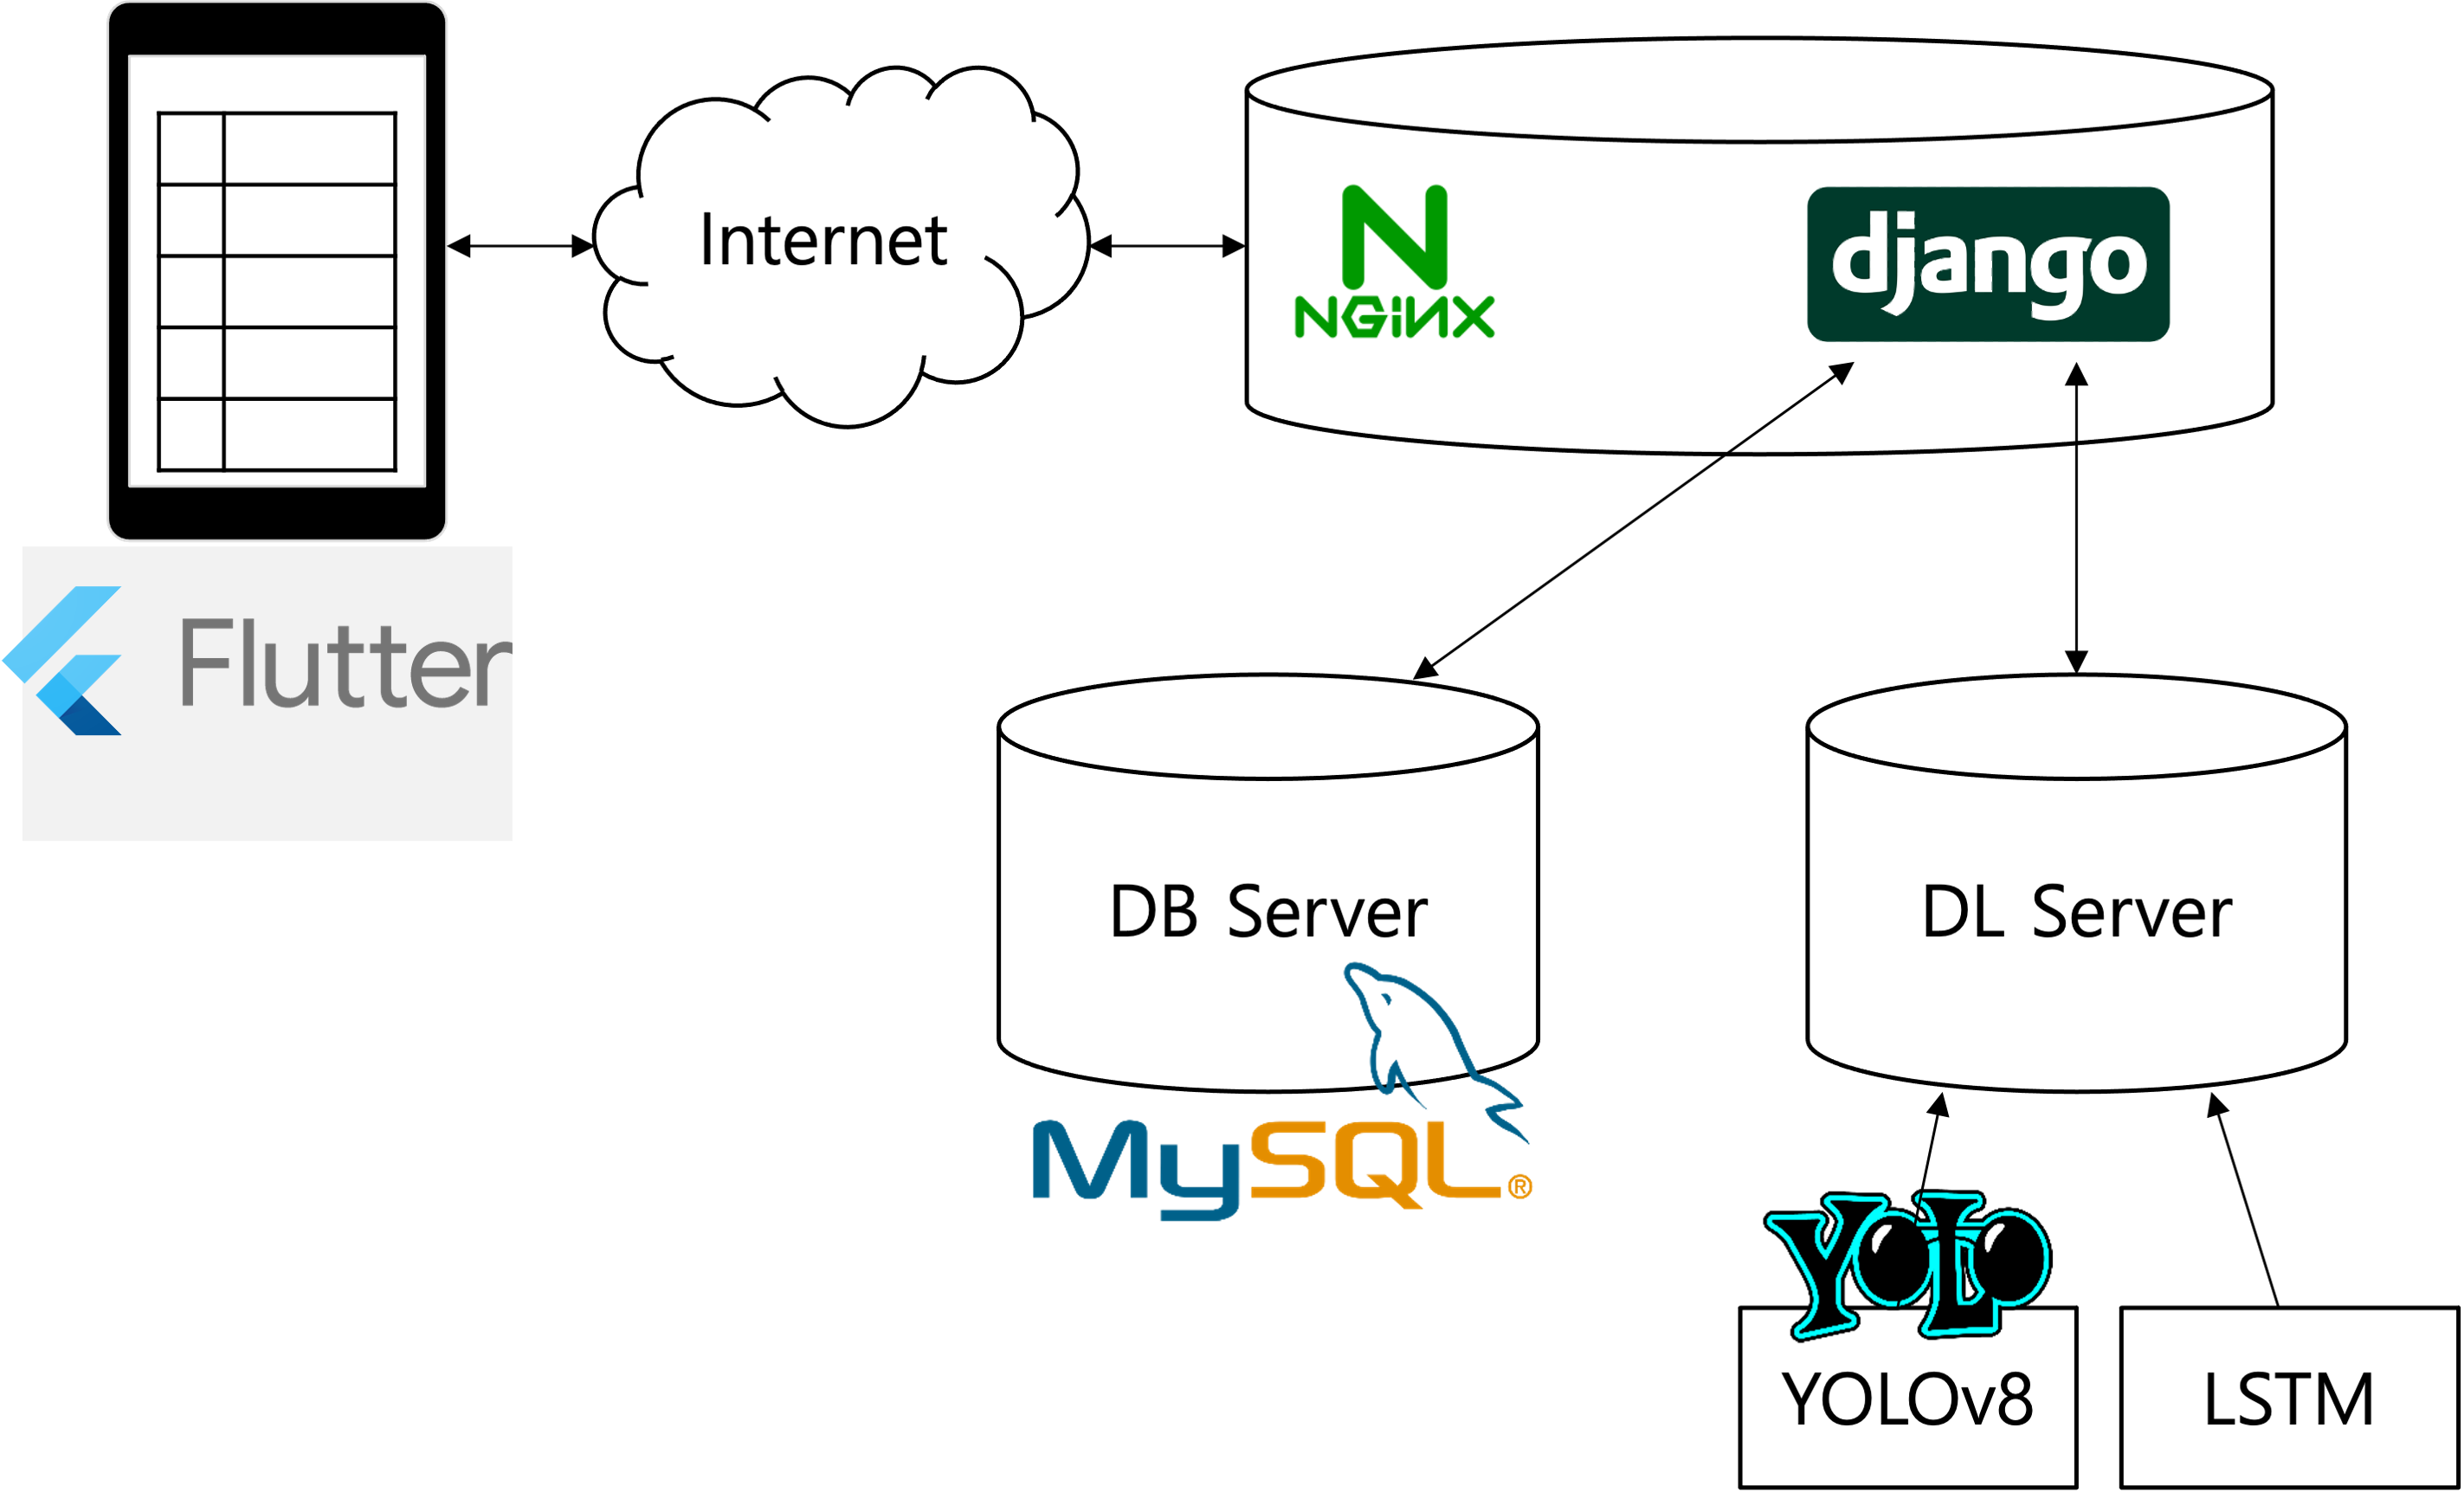 Internet
NGiNX
django
Flutter
DB Server
DL Server
MySQL®
YOLO
YOLOv8
LSTM